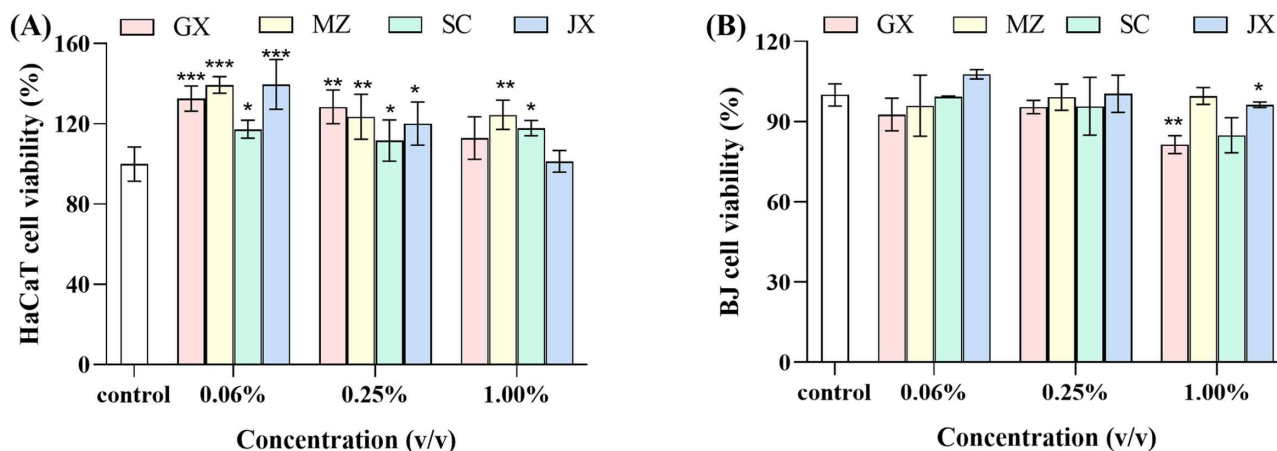 (A)
GX MZ SC JX
HaCaT cell viability (%)
160
120
80
40
0
*** *** * ***
** ** * *
** *
control 0.06% 0.25% 1.00%
Concentration (v/v)
(B)
GX MZ SC JX
BJ cell viability (%)
120
90
60
30
0
** *
control 0.06% 0.25% 1.00%
Concentration (v/v)